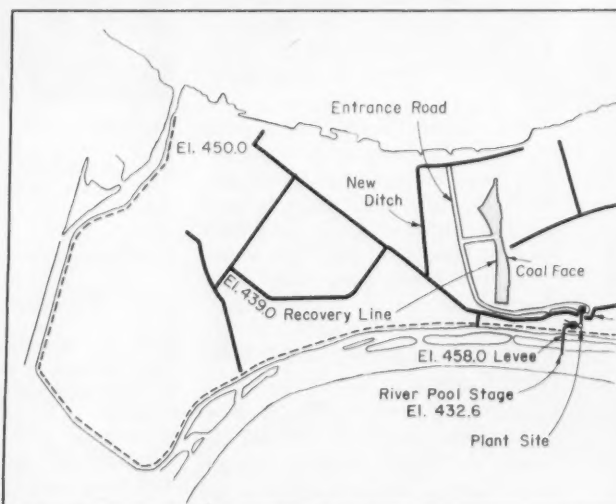 Entrance Road
El. 450.0
New
Ditch
Coal Face
El. 439.0
Recovery Line
El. 458.0 Levee
River Pool Stage
El. 432.6
Plant Site